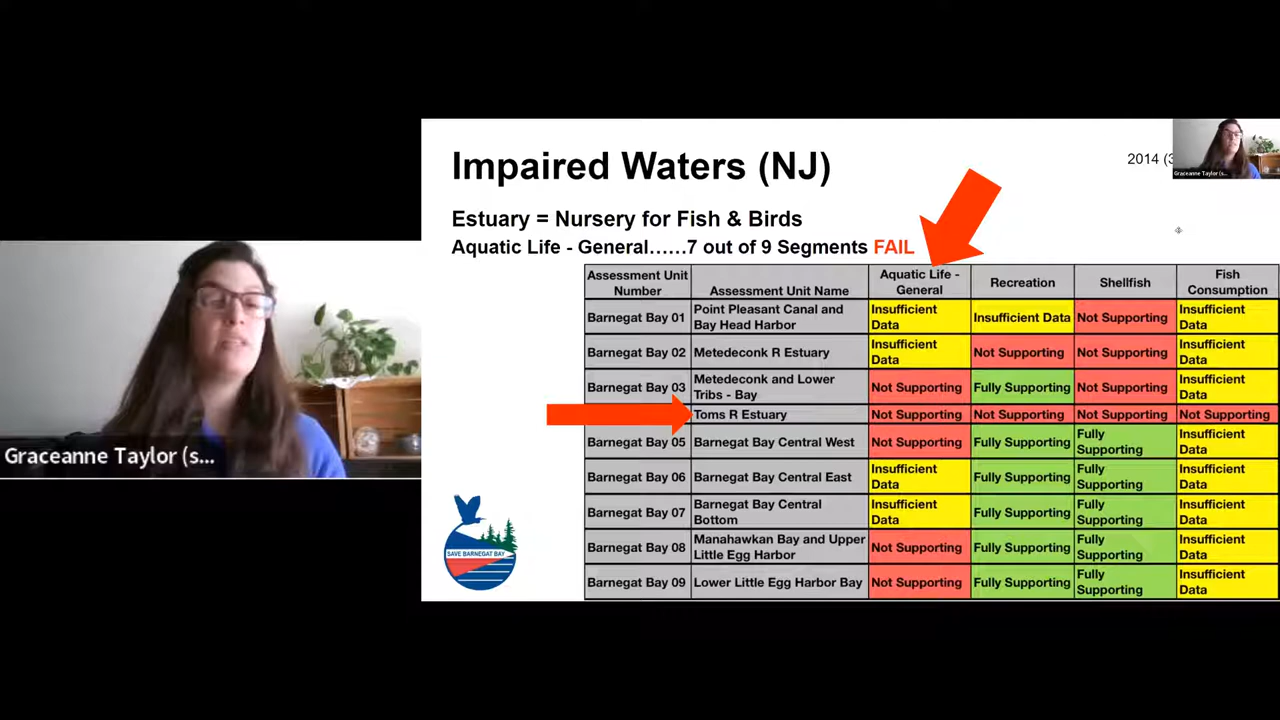 Impaired Waters (NJ)
2014 (3
Graceanne Taylor (s...
Estuary = Nursery for Fish & Birds
Aquatic Life - General......7 out of 9 Segments FAIL
Assessment Unit Number
Assessment Unit Name
Aquatic Life - General
Recreation
Shellfish
Fish Consumption
Barnegat Bay 01
Point Pleasant Canal and Bay Head Harbor
Insufficient Data
Insufficient Data
Not Supporting
Insufficient Data
Barnegat Bay 02
Metedeconk R Estuary
Insufficient Data
Not Supporting
Not Supporting
Insufficient Data
Barnegat Bay 03
Metedeconk and Lower Tribs - Bay
Not Supporting
Fully Supporting
Not Supporting
Insufficient Data
Toms R Estuary
Not Supporting
Not Supporting
Not Supporting
Not Supporting
Barnegat Bay 05
Barnegat Bay Central West
Not Supporting
Fully Supporting
Fully Supporting
Insufficient Data
Barnegat Bay 06
Barnegat Bay Central East
Insufficient Data
Fully Supporting
Fully Supporting
Insufficient Data
Barnegat Bay 07
Barnegat Bay Central Bottom
Insufficient Data
Fully Supporting
Fully Supporting
Insufficient Data
Barnegat Bay 08
Manahawkan Bay and Upper Little Egg Harbor
Not Supporting
Fully Supporting
Fully Supporting
Insufficient Data
Barnegat Bay 09
Lower Little Egg Harbor Bay
Not Supporting
Fully Supporting
Fully Supporting
Insufficient Data
SAVE BARNEGAT BAY
Graceanne Taylor (s...